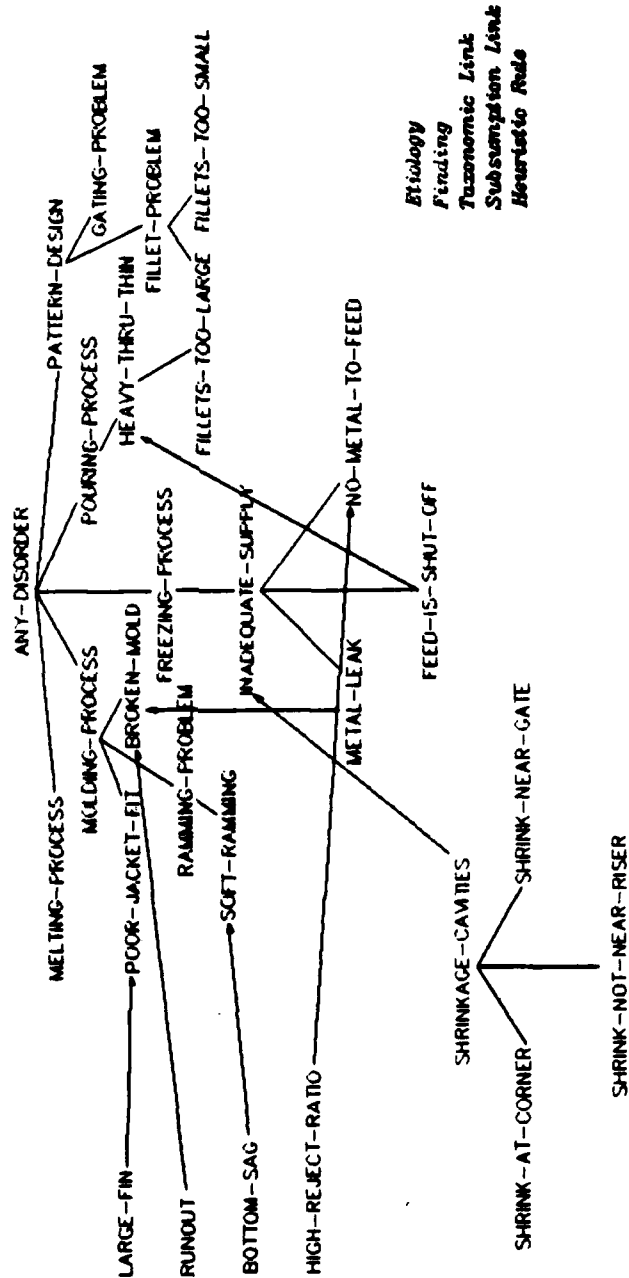 ANY-DISORDER
MELTING-PROCESS
PATTERN-DESIGN
MOLDING-PROCESS
POURING-PROCESS
GATING-PROBLEM
LARGE-FIN
POOR-JACKET-FIT
BROKEN-MOLD
HEAVY-THRU-THIN
FILLET-PROBLEM
RUNOUT
RAMMING-PROBLEM
FREEZING-PROCESS
FILLETS-TOO-LARGE
FILLETS-TOO-SMALL
BOTTOM-SAG
SOFT-RAMMING
INADEQUATE-SUPPLY
HIGH-REJECT-RATIO
METAL-LEAK
NO-METAL-TO-FEED
FEED-IS-SHUT-OFF
SHRINKAGE-CAVITIES
SHRINK-AT-CORNER
SHRINK-NEAR-GATE
SHRINK-NOT-NEAR-RISER
Etiology
Finding
Taxonomic Link
Subsumption Link
Heuristic Rule